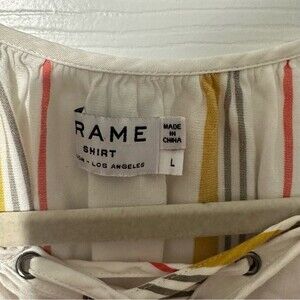 RAME
SHIRT
- LOS ANGELES
MADE
IN
CHINA
L